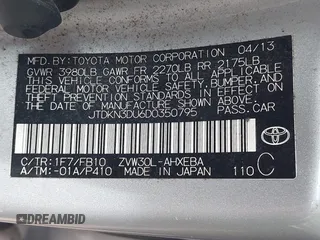 MFD.BY:TOYOTA MOTOR CORPORATION 04/13
GVWR 3980LB GAWR FR 2270LB RR 2175LB
THIS VEHICLE CONFORMS TO ALL APPLICABLE
FEDERAL MOTOR VEHICLE SAFETY, BUMPER, AND
THEFT PREVENTION STANDARDS IN EFFECT ON THE
DATE OF MANUFACTURE SHOWN ABOVE.
JTDKN3DU6D0350795 PASS.CAR
TOYOTA
C/TR:1F7/FB10 ZVW30L-AHXEBA C
A/TM:-01A/P410 MADE IN JAPAN 110
DREAMBID